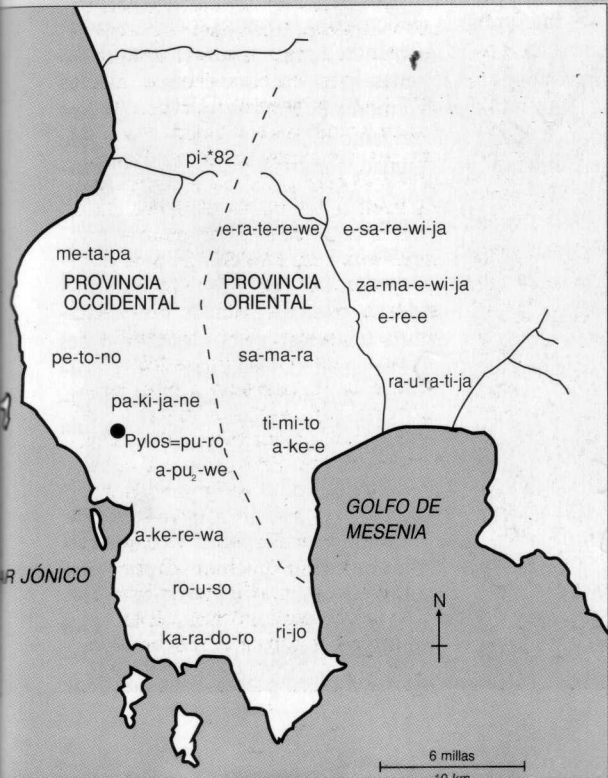 pi-*82
e-ra-te-re-we
e-sa-re-wi-ja
me-ta-pa
PROVINCIA
OCCIDENTAL
PROVINCIA
ORIENTAL
za-ma-e-wi-ja
e-re-e
pe-to-no
sa-ma-ra
ra-u-ra-ti-ja
pa-ki-ja-ne
ti-mi-to
a-ke-e
Pylos=pu-ro
a-pu₂-we
GOLFO DE
MESENIA
a-ke-re-wa
JÓNICO
ro-u-so
N
ka-ra-do-ro
ri-jo
6 millas
10 km